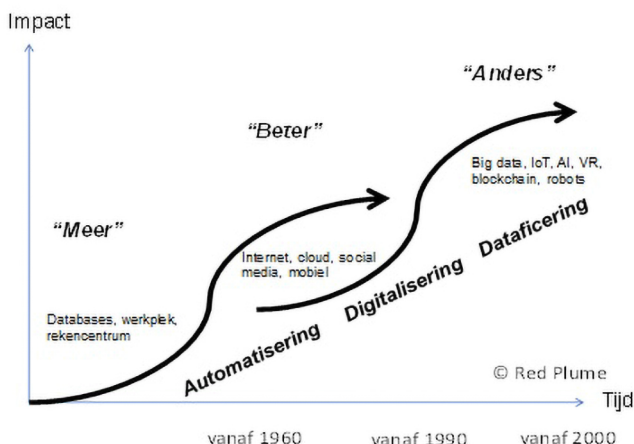 Impact
“Anders”
“Beter”
Big data, IoT, AI, VR,
blockchain, robots
“Meer”
Internet, cloud, social
media, mobiel
Databases, werkplek,
rekencentrum
Automatisering
Digitalisering
Dataficering
© Red Plume
Tijd
vanaf 1960
vanaf 1990
vanaf 2000